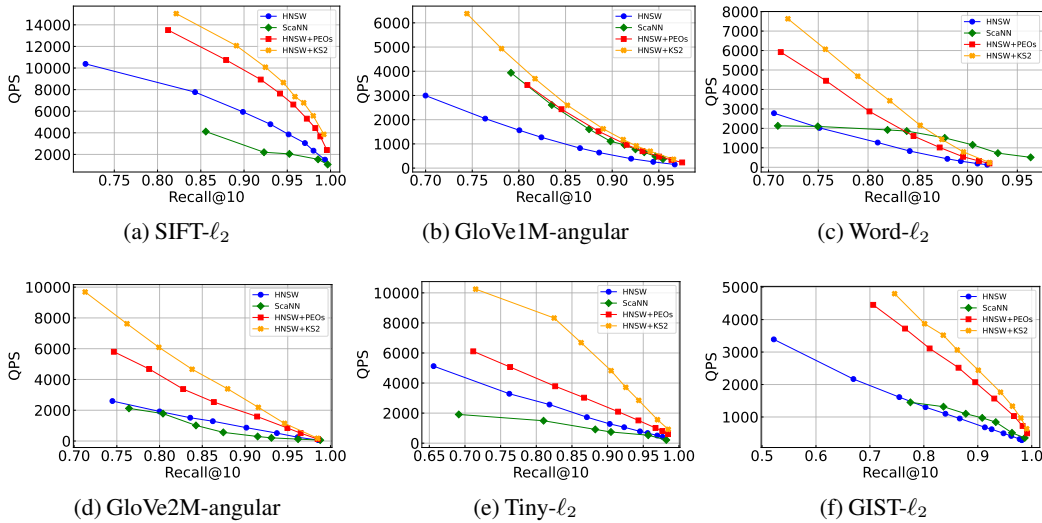 14000
12000
10000
8000
6000
4000
2000
QPS
0.75
0.80
0.85
0.90
0.95
1.00
Recall@10
HNSW
ScaNN
HNSW+PEOs
HNSW+KS2
(a) SIFT-ℓ₂
6000
5000
4000
3000
2000
1000
0
QPS
0.70
0.75
0.80
0.85
0.90
0.95
Recall@10
HNSW
ScaNN
HNSW+PEOs
HNSW+KS2
(b) GloVe1M-angular
8000
7000
6000
5000
4000
3000
2000
1000
0
QPS
0.70
0.75
0.80
0.85
0.90
0.95
Recall@10
HNSW
ScaNN
HNSW+PEOs
HNSW+KS2
(c) Word-ℓ₂
10000
8000
6000
4000
2000
0
QPS
0.70
0.75
0.80
0.85
0.90
0.95
1.00
Recall@10
HNSW
ScaNN
HNSW+PEOs
HNSW+KS2
(d) GloVe2M-angular
10000
8000
6000
4000
2000
0
QPS
0.65
0.70
0.75
0.80
0.85
0.90
0.95
1.00
Recall@10
HNSW
ScaNN
HNSW+PEOs
HNSW+KS2
(e) Tiny-ℓ₂
5000
4000
3000
2000
1000
QPS
0.5
0.6
0.7
0.8
0.9
1.0
Recall@10
HNSW
ScaNN
HNSW+PEOs
HNSW+KS2
(f) GIST-ℓ₂